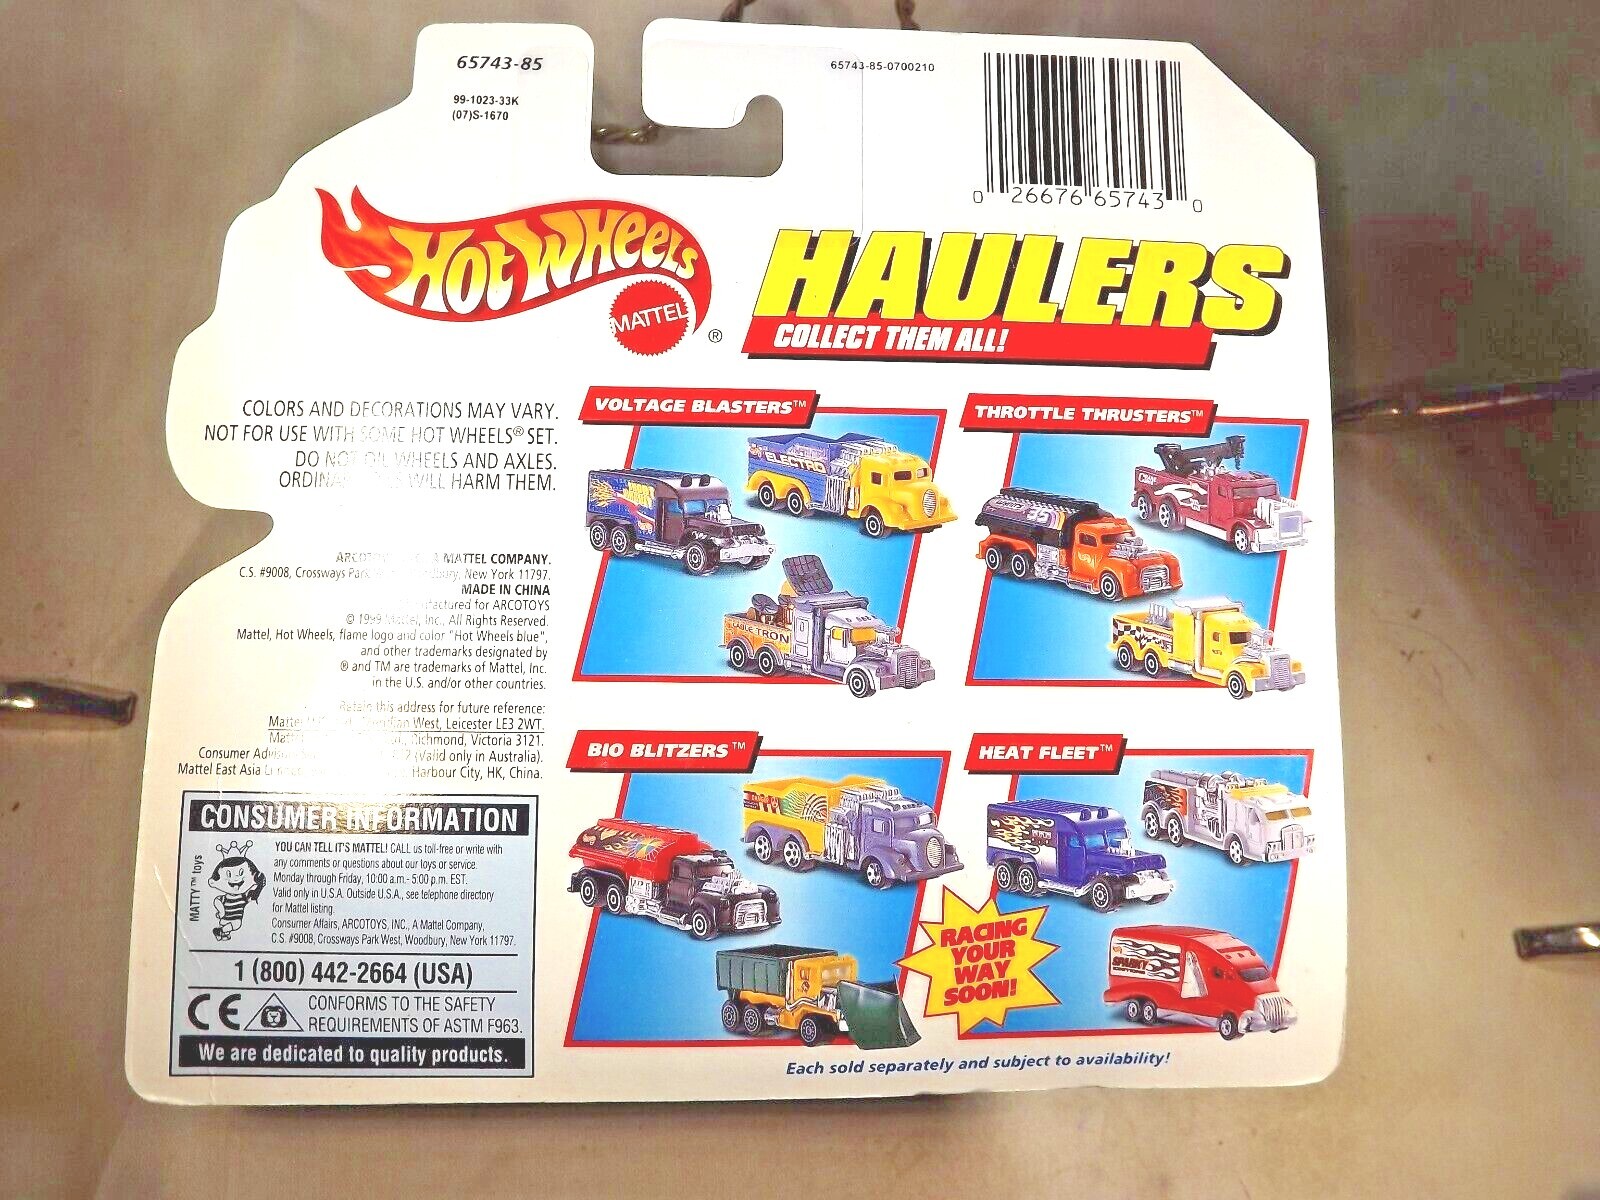 65743-85
99-1023-33K
(07)S-1670
65743-85-0700210
0 26676 65743 0
HOT WHEELS
MATTEL
®
HAULERS
COLLECT THEM ALL!
COLORS AND DECORATIONS MAY VARY.
NOT FOR USE WITH SOME HOT WHEELS® SET.
DO NOT OIL WHEELS AND AXLES.
WILL HARM THEM.
A MATTEL COMPANY.
C.S. #9008, Crossways Park New York 11797.
MADE IN CHINA
for ARCOTOYS
© 1999 Mattel, Inc., All Rights Reserved.
Mattel, Hot Wheels, flame logo and color "Hot Wheels blue",
and other trademarks designated by
® and TM are trademarks of Mattel, Inc.
in the U.S. and/or other countries.
Retain this address for future reference:
West, Leicester LE3 2WT.
Richmond, Victoria 3121.
Consumer (Valid only in Australia).
Mattel East Asia Harbour City, HK, China.
CONSUMER INFORMATION
MATTY™ toys
YOU CAN TELL IT'S MATTEL! CALL us toll-free or write with
any comments or questions about our toys or service.
Monday through Friday, 10:00 a.m.- 5:00 p.m. EST.
Valid only in U.S.A. Outside U.S.A., see telephone directory
for Mattel listing.
Consumer Affairs, ARCOTOYS, INC., A Mattel Company,
C.S. #9008, Crossways Park West, Woodbury, New York 11797.
1 (800) 442-2664 (USA)
CE
CONFORMS TO THE SAFETY
REQUIREMENTS OF ASTM F963.
We are dedicated to quality products.
VOLTAGE BLASTERS™
ELECTRO
TRON
THROTTLE THRUSTERS™
35
BIO BLITZERS™
HEAT FLEET™
RACING
YOUR
WAY
SOON!
SPARKY
Each sold separately and subject to availability!